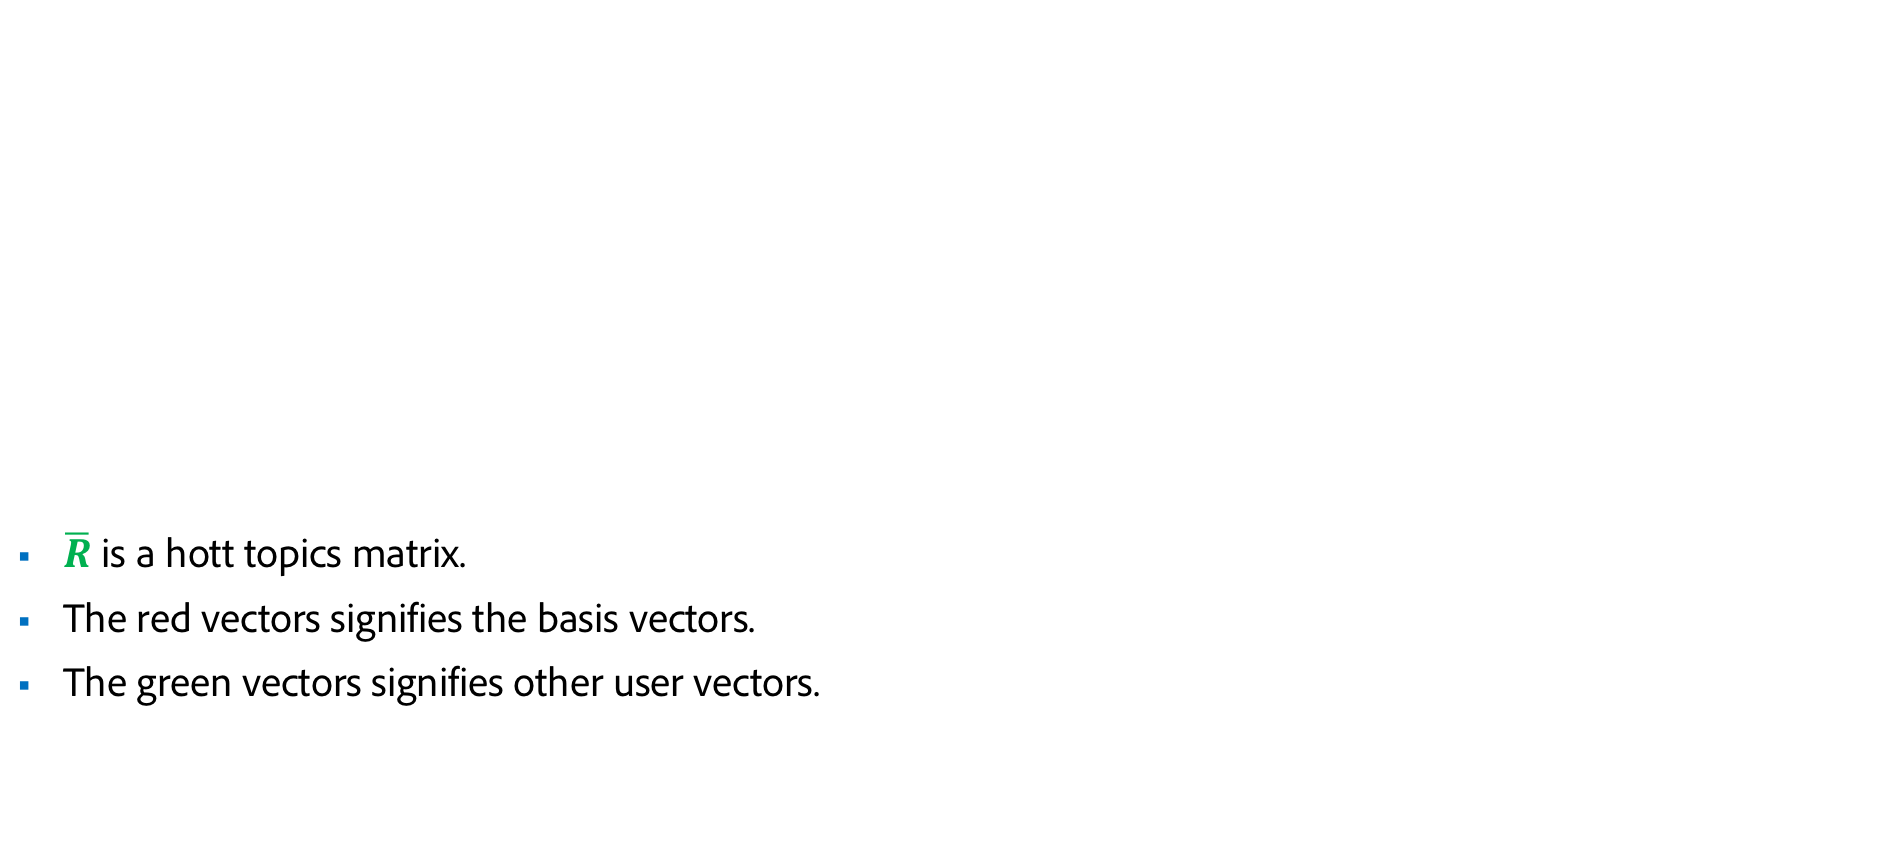 ▪ R̅ is a hott topics matrix.
▪ The red vectors signifies the basis vectors.
▪ The green vectors signifies other user vectors.